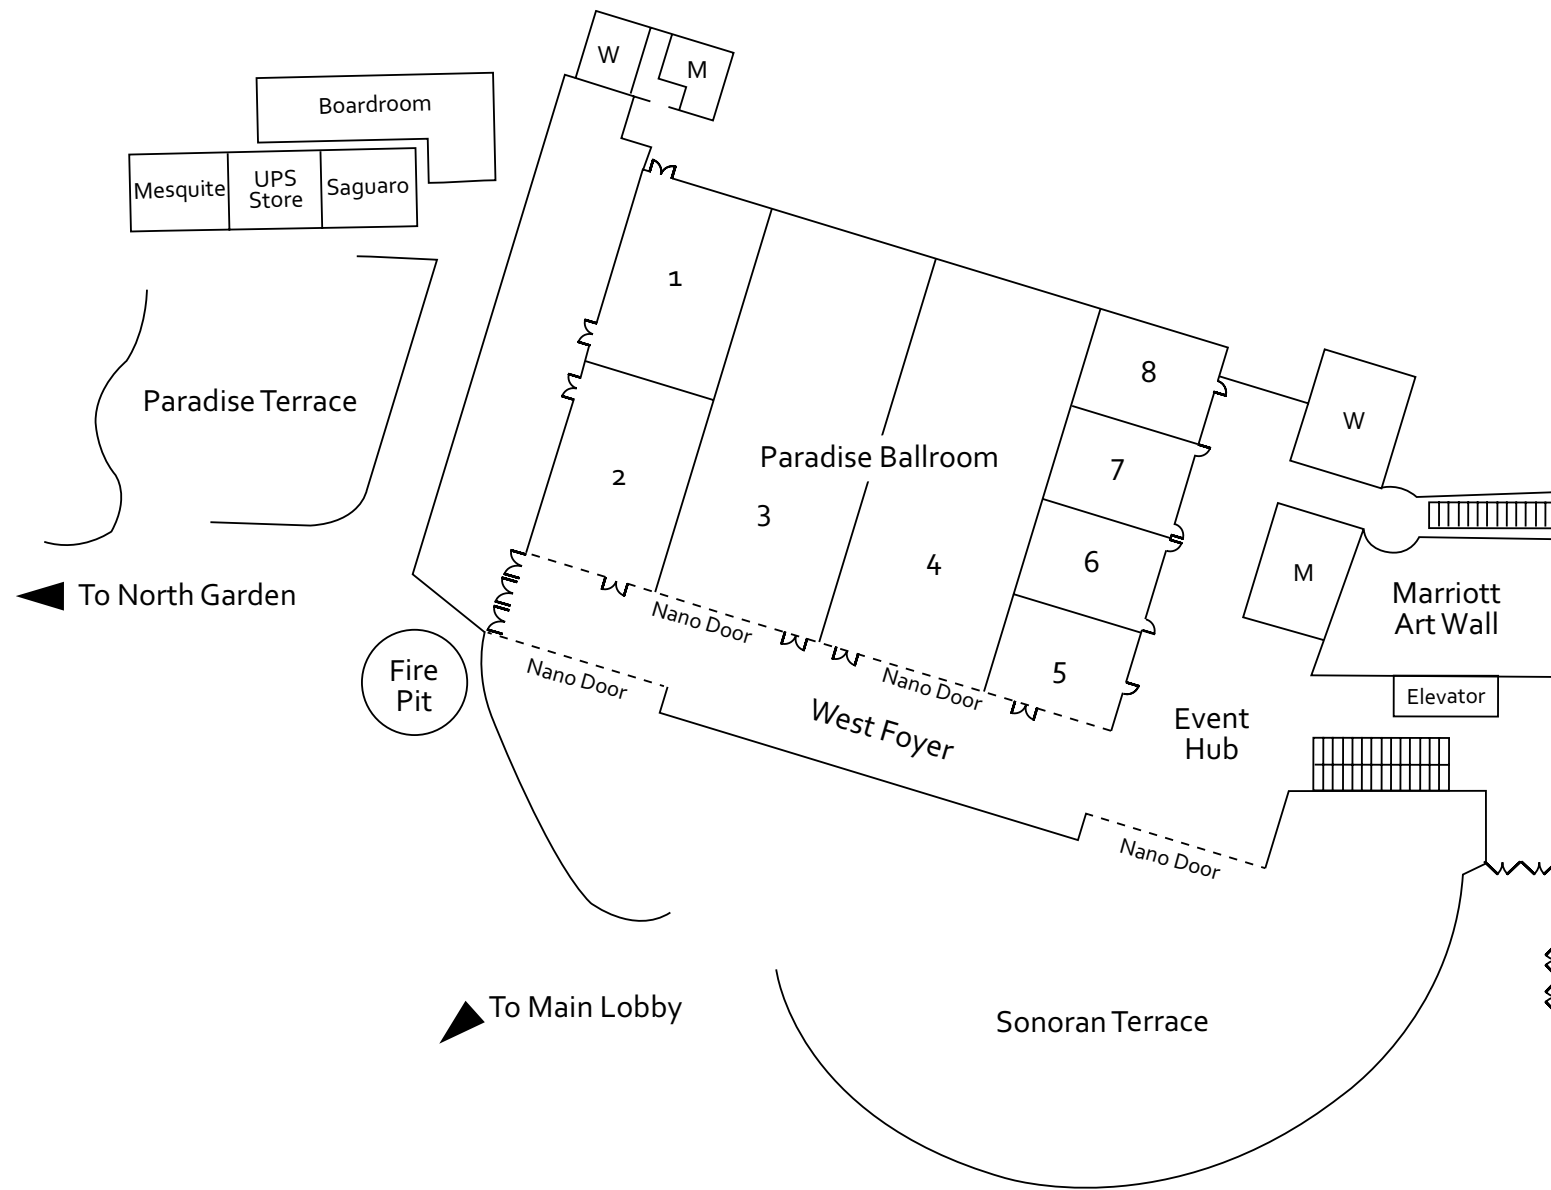 W
M
Boardroom
Mesquite
UPS
Store
Saguaro
1
8
Paradise Terrace
W
Paradise Ballroom
7
2
3
6
4
M
To North Garden
Marriott
Art Wall
Nano Door
Fire
Pit
Nano Door
5
Nano Door
Elevator
West Foyer
Event
Hub
Nano Door
To Main Lobby
Sonoran Terrace